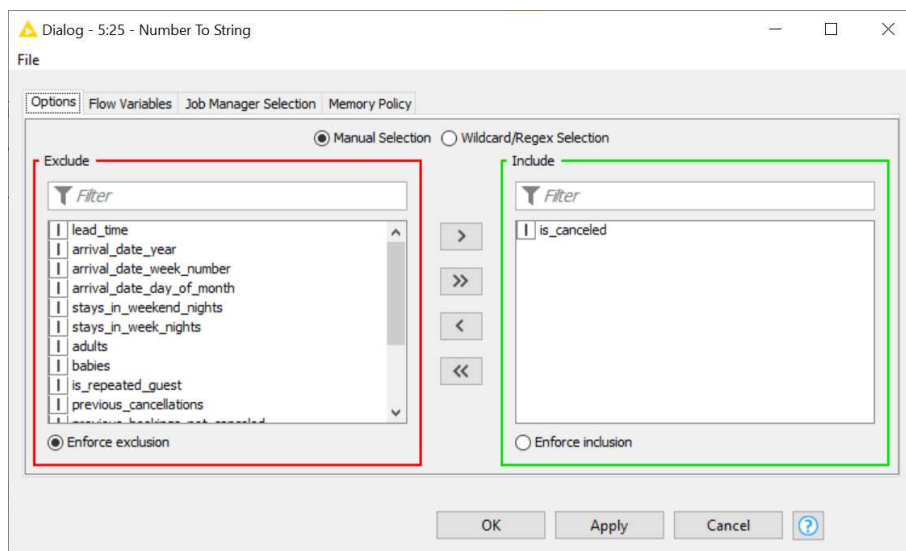 Dialog - 5:25 - Number To String
File
Options Flow Variables Job Manager Selection Memory Policy
Manual Selection Wildcard/Regex Selection
Exclude
Filter
I lead_time
I arrival_date_year
I arrival_date_week_number
I arrival_date_day_of_month
I stays_in_weekend_nights
I stays_in_week_nights
I adults
I babies
I is_repeated_guest
I previous_cancellations
Enforce exclusion
> 
>>
<
<<
Include
Filter
I is_canceled
Enforce inclusion
OK Apply Cancel ?